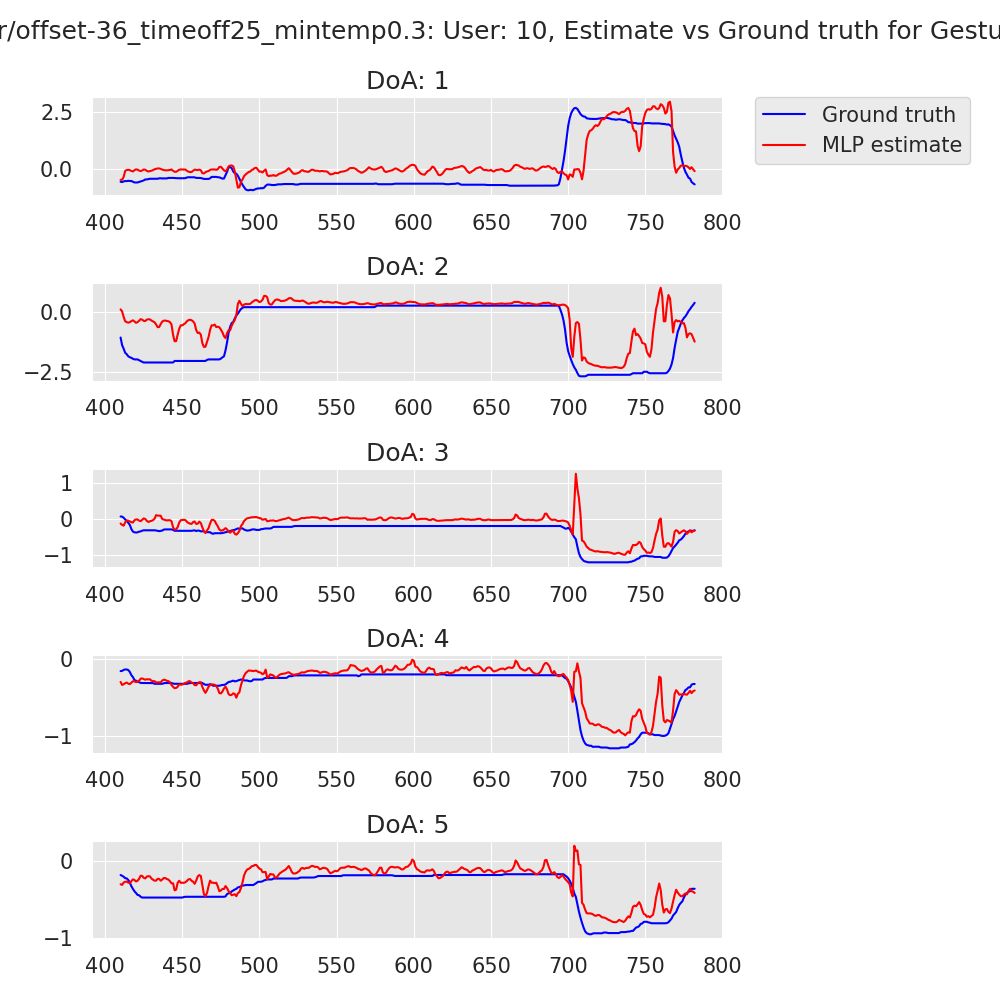 r/offset-36_timeoff25_mintemp0.3: User: 10, Estimate vs Ground truth for Gestu
DoA: 1
Ground truth
MLP estimate
2.5
0.0
400 450 500 550 600 650 700 750 800
DoA: 2
0.0
−2.5
400 450 500 550 600 650 700 750 800
DoA: 3
1
0
−1
400 450 500 550 600 650 700 750 800
DoA: 4
0
−1
400 450 500 550 600 650 700 750 800
DoA: 5
0
−1
400 450 500 550 600 650 700 750 800